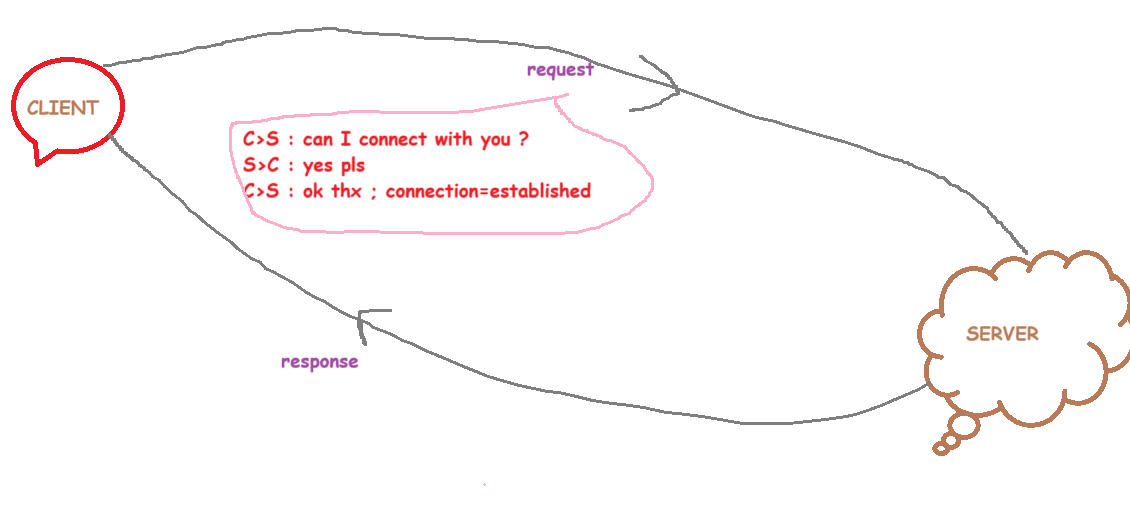 request
CLIENT
C>S : can I connect with you ?
S>C : yes pls
C>S : ok thx ; connection=established
SERVER
response